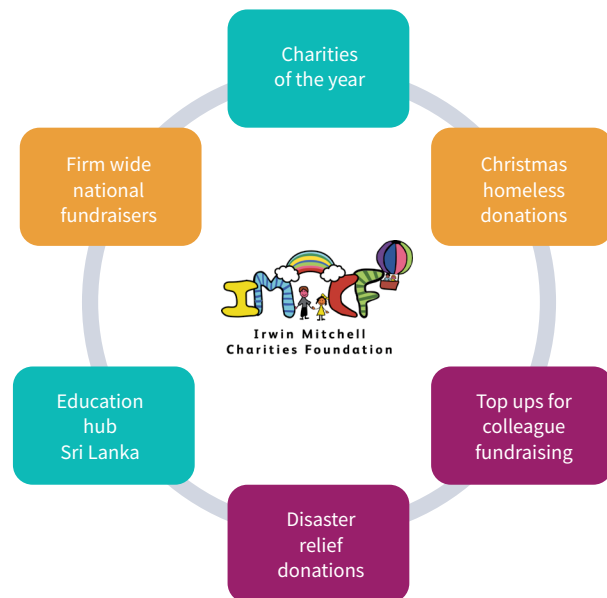 Charities
of the year
Firm wide
national
fundraisers
Christmas
homeless
donations
IMCF
Irwin Mitchell
Charities Foundation
Education
hub
Sri Lanka
Top ups for
colleague
fundraising
Disaster
relief
donations